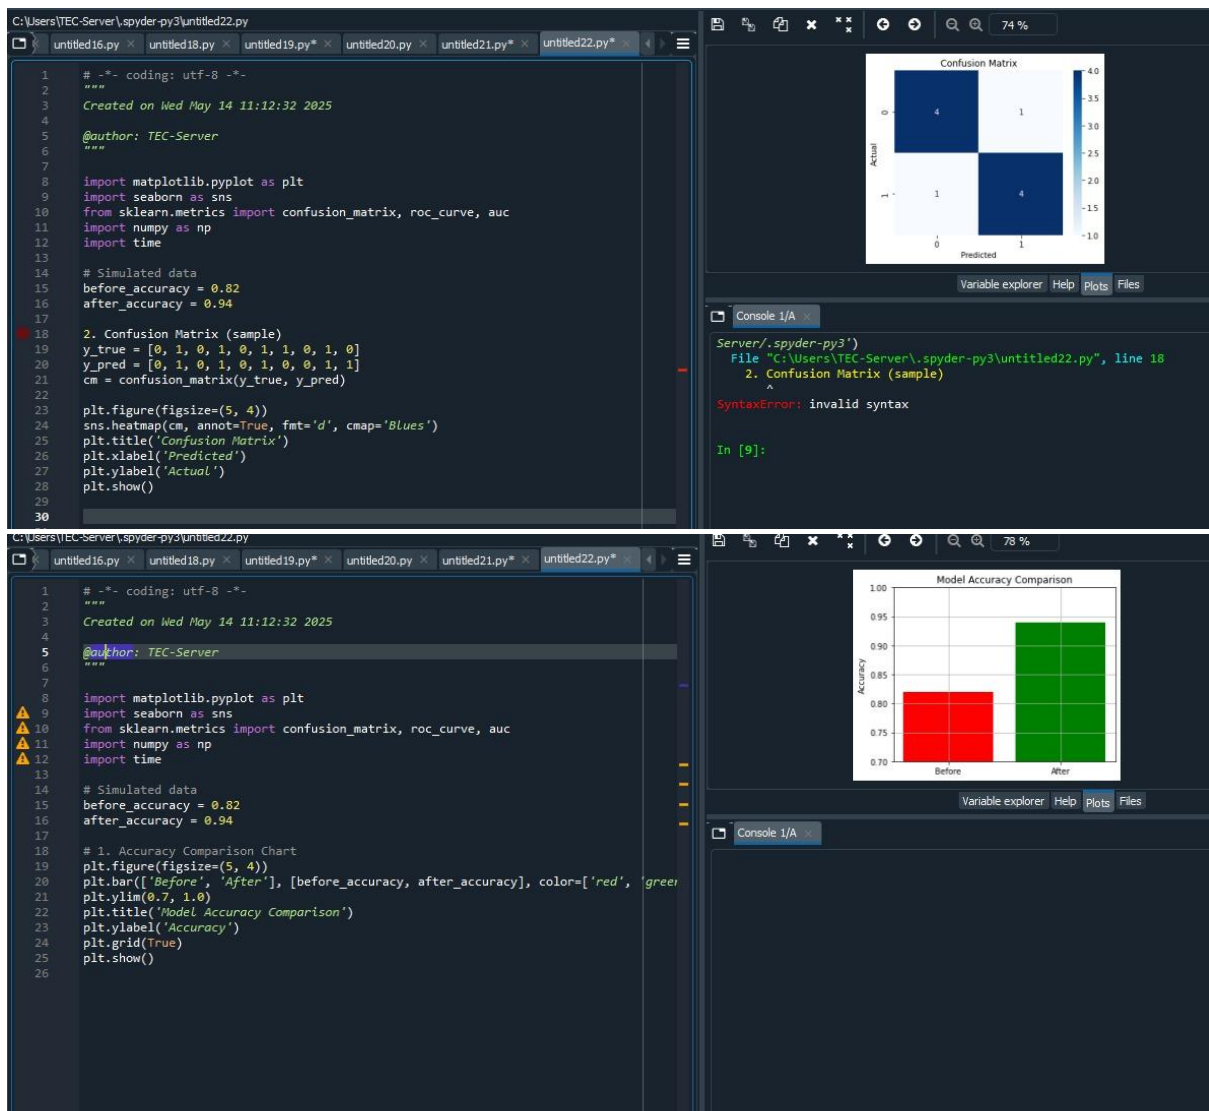 C:\Users\TEC-Server\.spyder-py3\untitled22.py
untitled16.py untitled18.py untitled19.py* untitled20.py untitled21.py* untitled22.py*
1 # -*- coding: utf-8 -*-
2 """
3 Created on Wed May 14 11:12:32 2025
4
5 @author: TEC-Server
6 """
7
8 import matplotlib.pyplot as plt
9 import seaborn as sns
10 from sklearn.metrics import confusion_matrix, roc_curve, auc
11 import numpy as np
12 import time
13
14 # Simulated data
15 before_accuracy = 0.82
16 after_accuracy = 0.94
17
18 2. Confusion Matrix (sample)
19 y_true = [0, 1, 0, 1, 0, 1, 1, 0, 1, 0]
20 y_pred = [0, 1, 0, 1, 0, 1, 0, 0, 1, 1]
21 cm = confusion_matrix(y_true, y_pred)
22
23 plt.figure(figsize=(5, 4))
24 sns.heatmap(cm, annot=True, fmt='d', cmap='Blues')
25 plt.title('Confusion Matrix')
26 plt.xlabel('Predicted')
27 plt.ylabel('Actual')
28 plt.show()
29
30
74 %
Confusion Matrix
4.0
3.5
3.0
2.5
2.0
1.5
1.0
Actual
0
4 1
1
1 4
0 1
Predicted
Variable explorer Help Plots Files
Console 1/A
Server/.spyder-py3')
File "C:\Users\TEC-Server\.spyder-py3\untitled22.py", line 18
2. Confusion Matrix (sample)
^
SyntaxError: invalid syntax
In [9]:
C:\Users\TEC-Server\.spyder-py3\untitled22.py
untitled16.py untitled18.py untitled19.py* untitled20.py untitled21.py* untitled22.py*
1 # -*- coding: utf-8 -*-
2 """
3 Created on Wed May 14 11:12:32 2025
4
5 @author: TEC-Server
6 """
7
8 import matplotlib.pyplot as plt
9 import seaborn as sns
10 from sklearn.metrics import confusion_matrix, roc_curve, auc
11 import numpy as np
12 import time
13
14 # Simulated data
15 before_accuracy = 0.82
16 after_accuracy = 0.94
17
18 # 1. Accuracy Comparison Chart
19 plt.figure(figsize=(5, 4))
20 plt.bar(['Before', 'After'], [before_accuracy, after_accuracy], color=['red', 'green
21 plt.ylim(0.7, 1.0)
22 plt.title('Model Accuracy Comparison')
23 plt.ylabel('Accuracy')
24 plt.grid(True)
25 plt.show()
26
78 %
Model Accuracy Comparison
1.00
0.95
0.90
0.85
0.80
0.75
0.70
Accuracy
Before After
Variable explorer Help Plots Files
Console 1/A